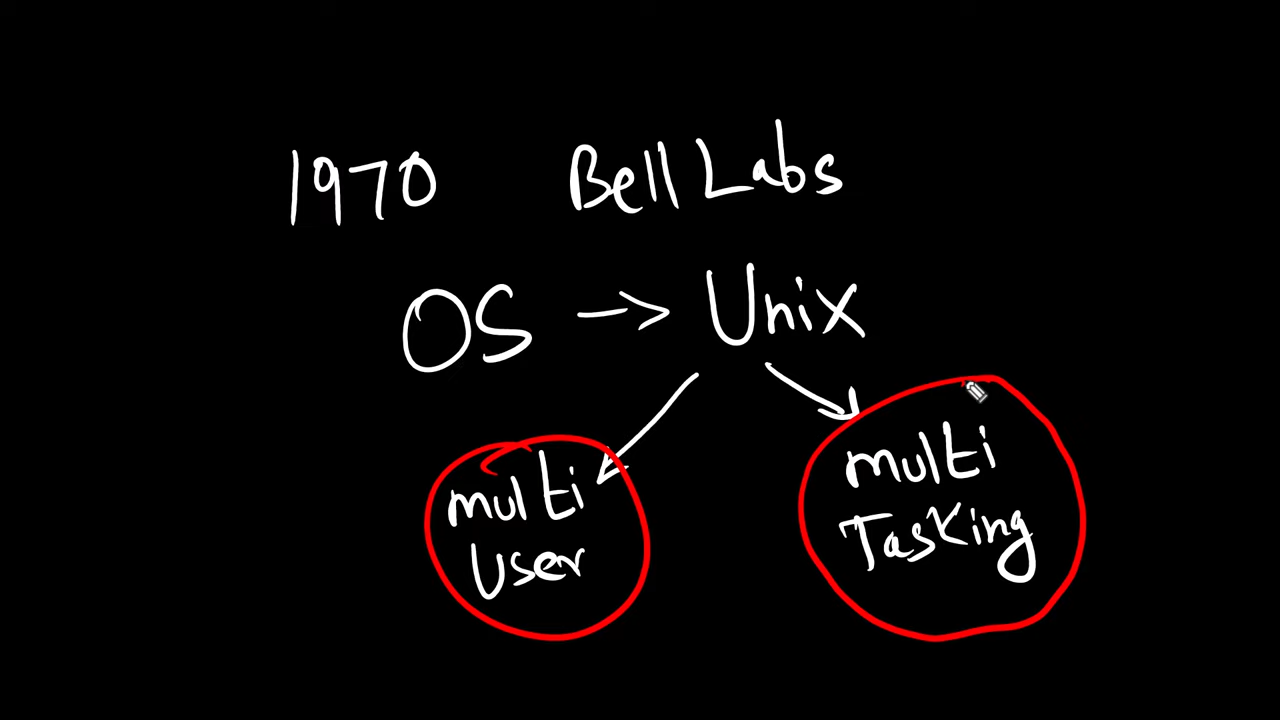 1970 Bell Labs
OS -> Unix
multi
User
multi
Tasking